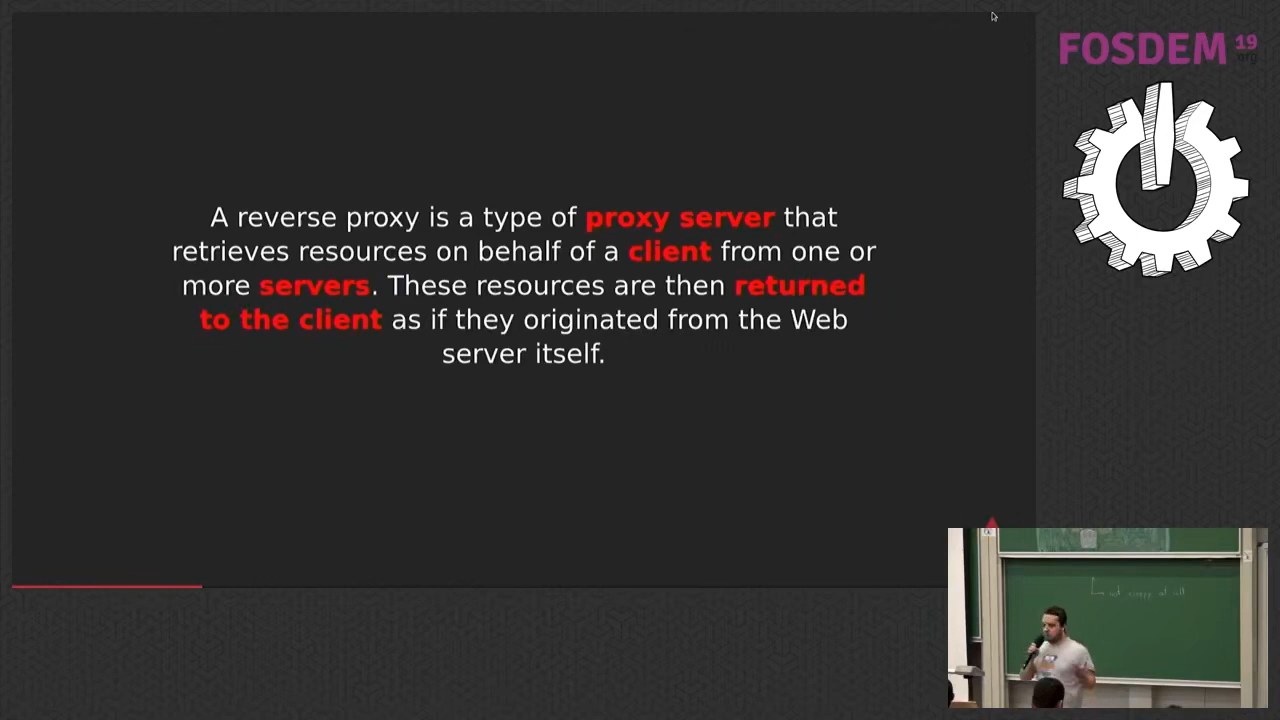 A reverse proxy is a type of proxy server that
retrieves resources on behalf of a client from one or
more servers. These resources are then returned
to the client as if they originated from the Web
server itself.
FOSDEM 19
.org